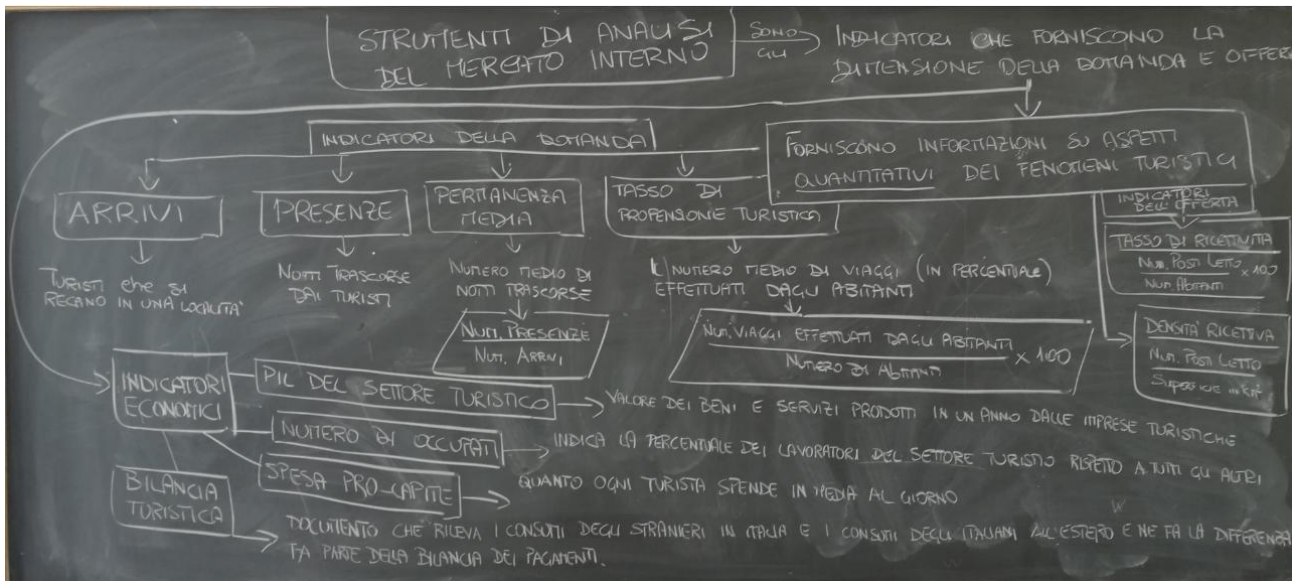 STRUMENTI DI ANALISI
DEL MERCATO INTERNO
SONO
GLI
INDICATORI CHE FORNISCONO LA
DIMENSIONE DELLA DOMANDA E OFFER
INDICATORI DELLA DOMANDA
FORNISCONO INFORMAZIONI SU ASPETTI
QUANTITATIVI DEI FENOMENI TURISTICI
ARRIVI
TURISTI che si
RECANO IN UNA LOCALITA'
PRESENZE
NOTTI TRASCORSE
DAI TURISTI
PERMANENZA
MEDIA
NUMERO MEDIO DI
NOTTI TRASCORSE
NUM. PRESENZE
NUM. ARRIVI
TASSO DI
PROPENSIONE TURISTICA
IL NUMERO MEDIO DI VIAGGI (IN PERCENTUALE)
EFFETTUATI DAGLI ABITANTI
NUM. VIAGGI EFFETTUATI DAGLI ABITANTI
NUMERO DI ABITANTI
× 100
INDICATORI
DELL'OFFERTA
TASSO DI RICETTIVITA
NUM. POSTI LETTO
× 100
NUM. ABITANTI
DENSITA' RICETTIVA
NUM. POSTI LETTO
Superficie in
INDICATORI
ECONOMICI
PIL DEL SETTORE TURISTICO
VALORE DEI BENI E SERVIZI PRODOTTI IN UN ANNO DALLE IMPRESE TURISTICHE
NUMERO DI OCCUPATI
INDICA LA PERCENTUALE DEI LAVORATORI DEL SETTORE TURISTIO RISPETTO A TUTTI GLI ALTRI
SPESA PRO-CAPITE
QUANTO OGNI TURISTA SPENDE IN MEDIA AL GIORNO
BILANCIA
TURISTICA
DOCUMENTO CHE RILEVA I CONSUMI DEGLI STRANIERI IN ITALIA E I CONSUMI DEGLI ITALIANI ALL'ESTERO E NE FA LA DIFFERENZA
FA PARTE DELLA BILANCIA DEI PAGAMENTI.